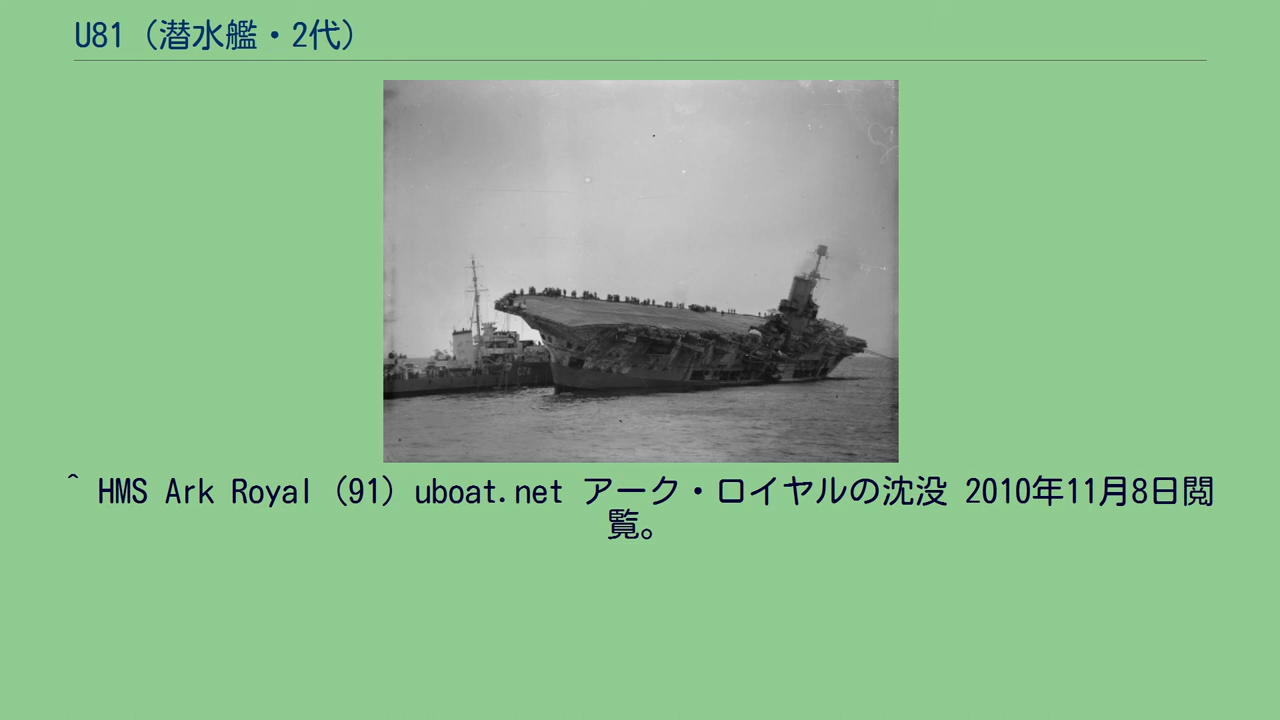 U81（潜水艦・2代）
^ HMS Ark Royal (91) uboat.net アーク・ロイヤルの沈没 2010年11月8日閲
覧。